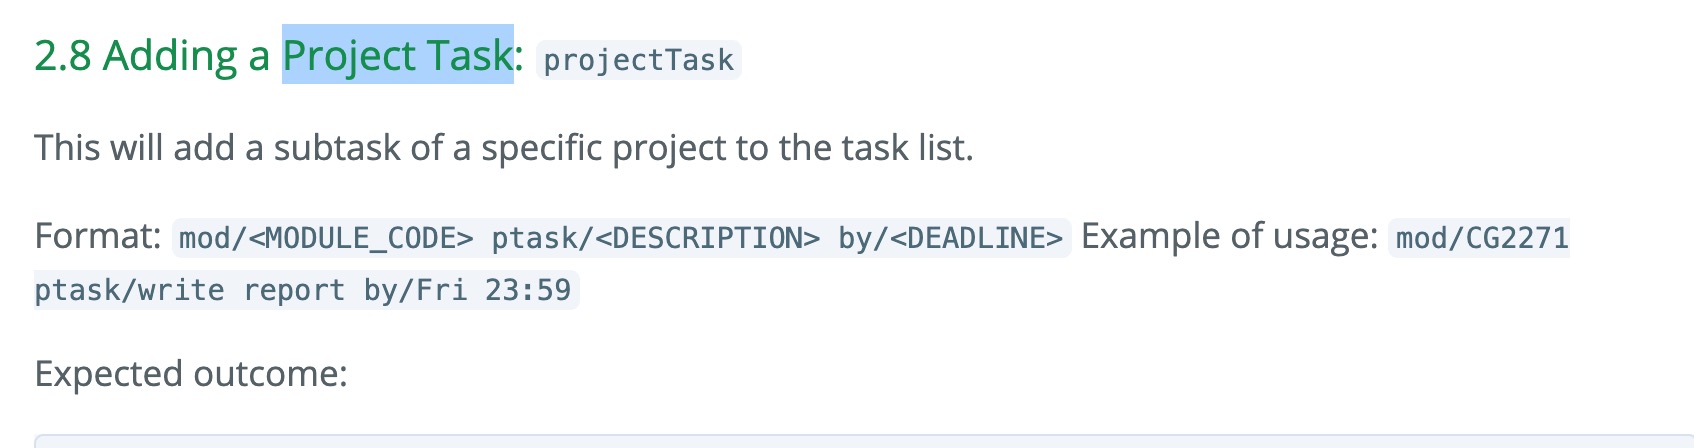 2.8 Adding a Project Task: projectTask
This will add a subtask of a specific project to the task list.
Format: mod/<MODULE_CODE> ptask/<DESCRIPTION> by/<DEADLINE> Example of usage: mod/CG2271
ptask/write report by/Fri 23:59
Expected outcome: